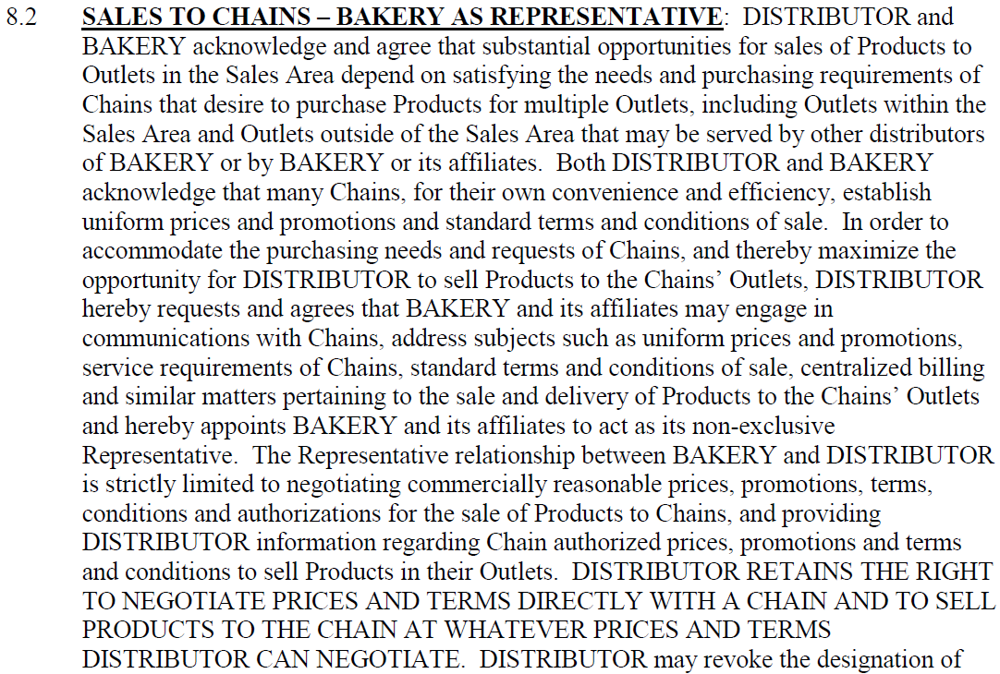 8.2 SALES TO CHAINS – BAKERY AS REPRESENTATIVE: DISTRIBUTOR and
BAKERY acknowledge and agree that substantial opportunities for sales of Products to
Outlets in the Sales Area depend on satisfying the needs and purchasing requirements of
Chains that desire to purchase Products for multiple Outlets, including Outlets within the
Sales Area and Outlets outside of the Sales Area that may be served by other distributors
of BAKERY or by BAKERY or its affiliates.  Both DISTRIBUTOR and BAKERY
acknowledge that many Chains, for their own convenience and efficiency, establish
uniform prices and promotions and standard terms and conditions of sale.  In order to
accommodate the purchasing needs and requests of Chains, and thereby maximize the
opportunity for DISTRIBUTOR to sell Products to the Chains’ Outlets, DISTRIBUTOR
hereby requests and agrees that BAKERY and its affiliates may engage in
communications with Chains, address subjects such as uniform prices and promotions,
service requirements of Chains, standard terms and conditions of sale, centralized billing
and similar matters pertaining to the sale and delivery of Products to the Chains’ Outlets
and hereby appoints BAKERY and its affiliates to act as its non-exclusive
Representative.  The Representative relationship between BAKERY and DISTRIBUTOR
is strictly limited to negotiating commercially reasonable prices, promotions, terms,
conditions and authorizations for the sale of Products to Chains, and providing
DISTRIBUTOR information regarding Chain authorized prices, promotions and terms
and conditions to sell Products in their Outlets.  DISTRIBUTOR RETAINS THE RIGHT
TO NEGOTIATE PRICES AND TERMS DIRECTLY WITH A CHAIN AND TO SELL
PRODUCTS TO THE CHAIN AT WHATEVER PRICES AND TERMS
DISTRIBUTOR CAN NEGOTIATE.  DISTRIBUTOR may revoke the designation of